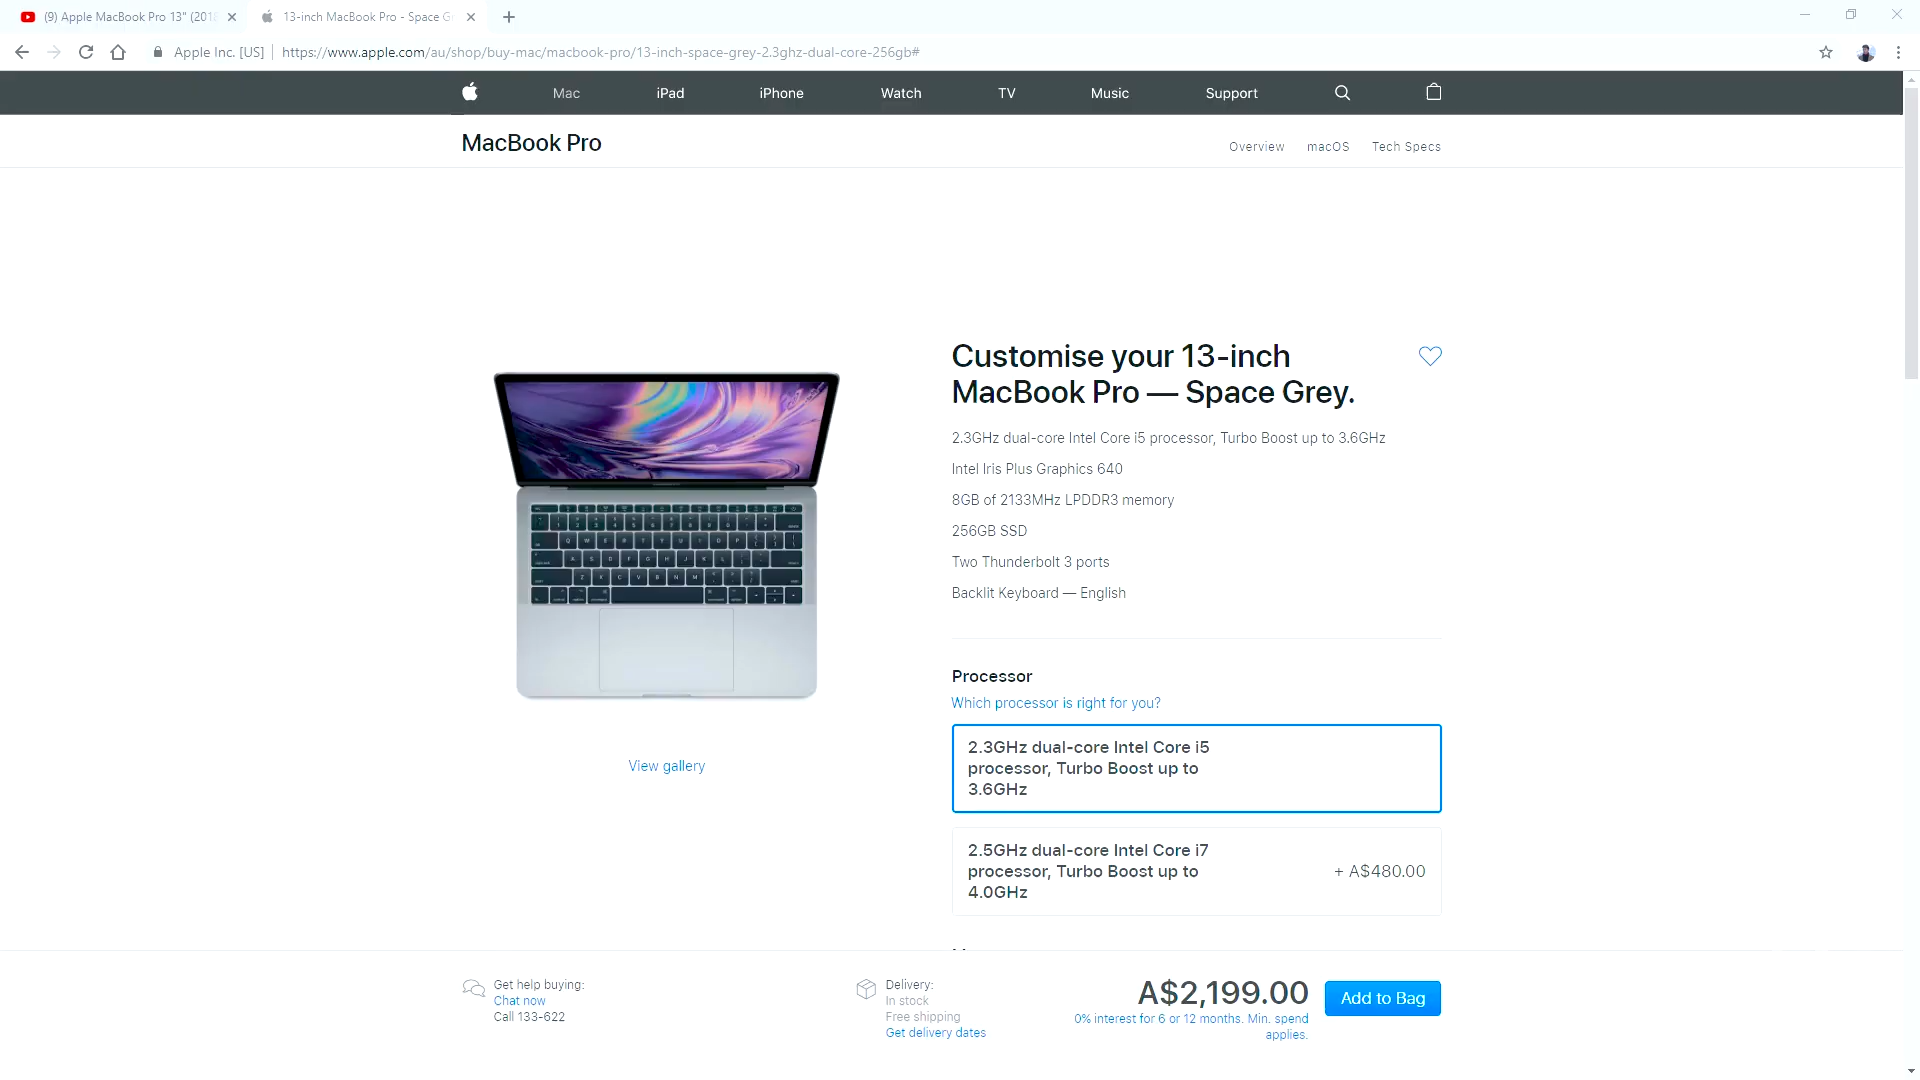 (9) Apple MacBook Pro 13" (2018
13-inch MacBook Pro - Space G
Apple Inc. [US]
https://www.apple.com/au/shop/buy-mac/macbook-pro/13-inch-space-grey-2.3ghz-dual-core-256gb#
Mac
iPad
iPhone
Watch
TV
Music
Support
MacBook Pro
Overview
macOS
Tech Specs
Customise your 13-inch
MacBook Pro — Space Grey.
2.3GHz dual-core Intel Core i5 processor, Turbo Boost up to 3.6GHz
Intel Iris Plus Graphics 640
8GB of 2133MHz LPDDR3 memory
256GB SSD
Two Thunderbolt 3 ports
Backlit Keyboard — English
View gallery
Processor
Which processor is right for you?
2.3GHz dual-core Intel Core i5
processor, Turbo Boost up to
3.6GHz
2.5GHz dual-core Intel Core i7
processor, Turbo Boost up to
4.0GHz
+ A$480.00
Get help buying:
Chat now
Call 133-622
Delivery:
In stock
Free shipping
Get delivery dates
A$2,199.00
0% interest for 6 or 12 months. Min. spend
applies.
Add to Bag